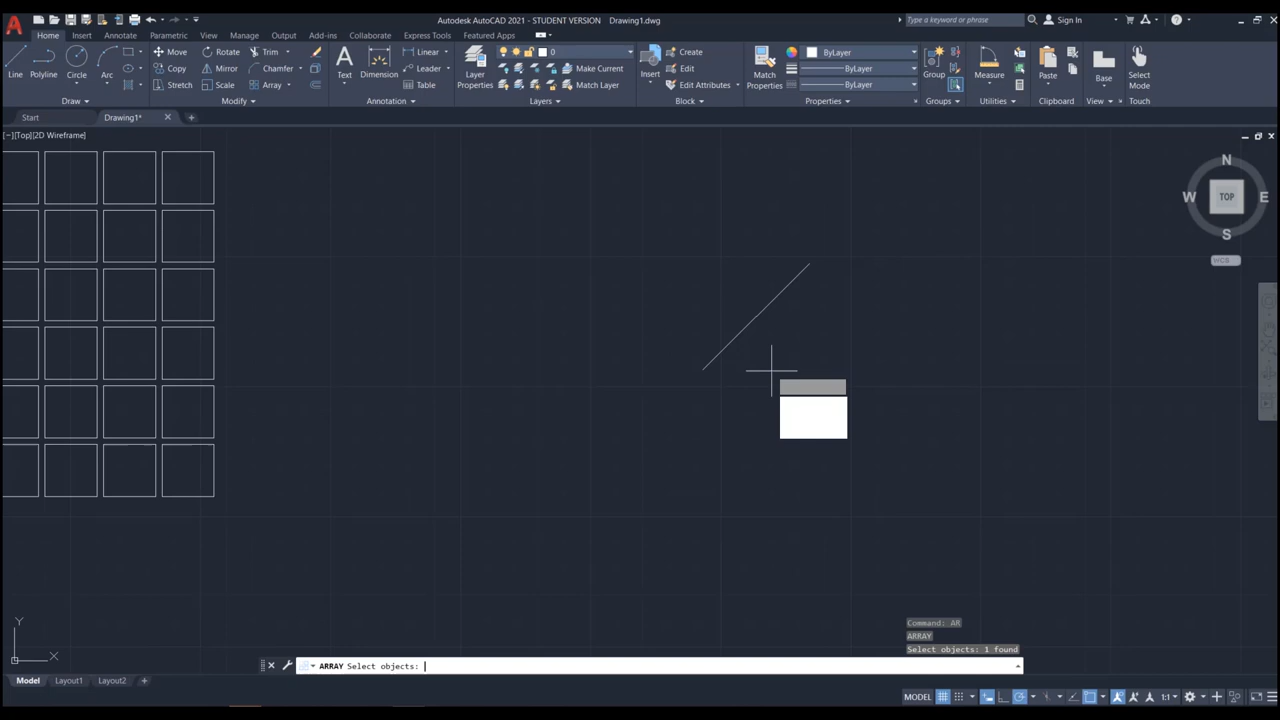 Autodesk AutoCAD 2021 - STUDENT VERSION Drawing1.dwg
Type a keyword or phrase
Sign In
Home Insert Annotate Parametric View Manage Output Add-ins Collaborate Express Tools Featured Apps
Line
Polyline
Circle
Arc
Draw
Move
Rotate
Trim
Copy
Mirror
Chamfer
Stretch
Scale
Array
Modify
Text
Dimension
Linear
Leader
Table
Annotation
Layer
Properties
0
Make Current
Match Layer
Layers
Insert
Create
Edit
Edit Attributes
Block
Match
Properties
ByLayer
ByLayer
ByLayer
Properties
Group
Groups
Measure
Utilities
Paste
Clipboard
Base
View
Select
Mode
Touch
Start
Drawing1*
[−][Top][2D Wireframe]
N
W
TOP
E
S
WCS
Y
X
Command: AR
ARRAY
Select objects: 1 found
ARRAY Select objects:
Model Layout1 Layout2
MODEL
1:1